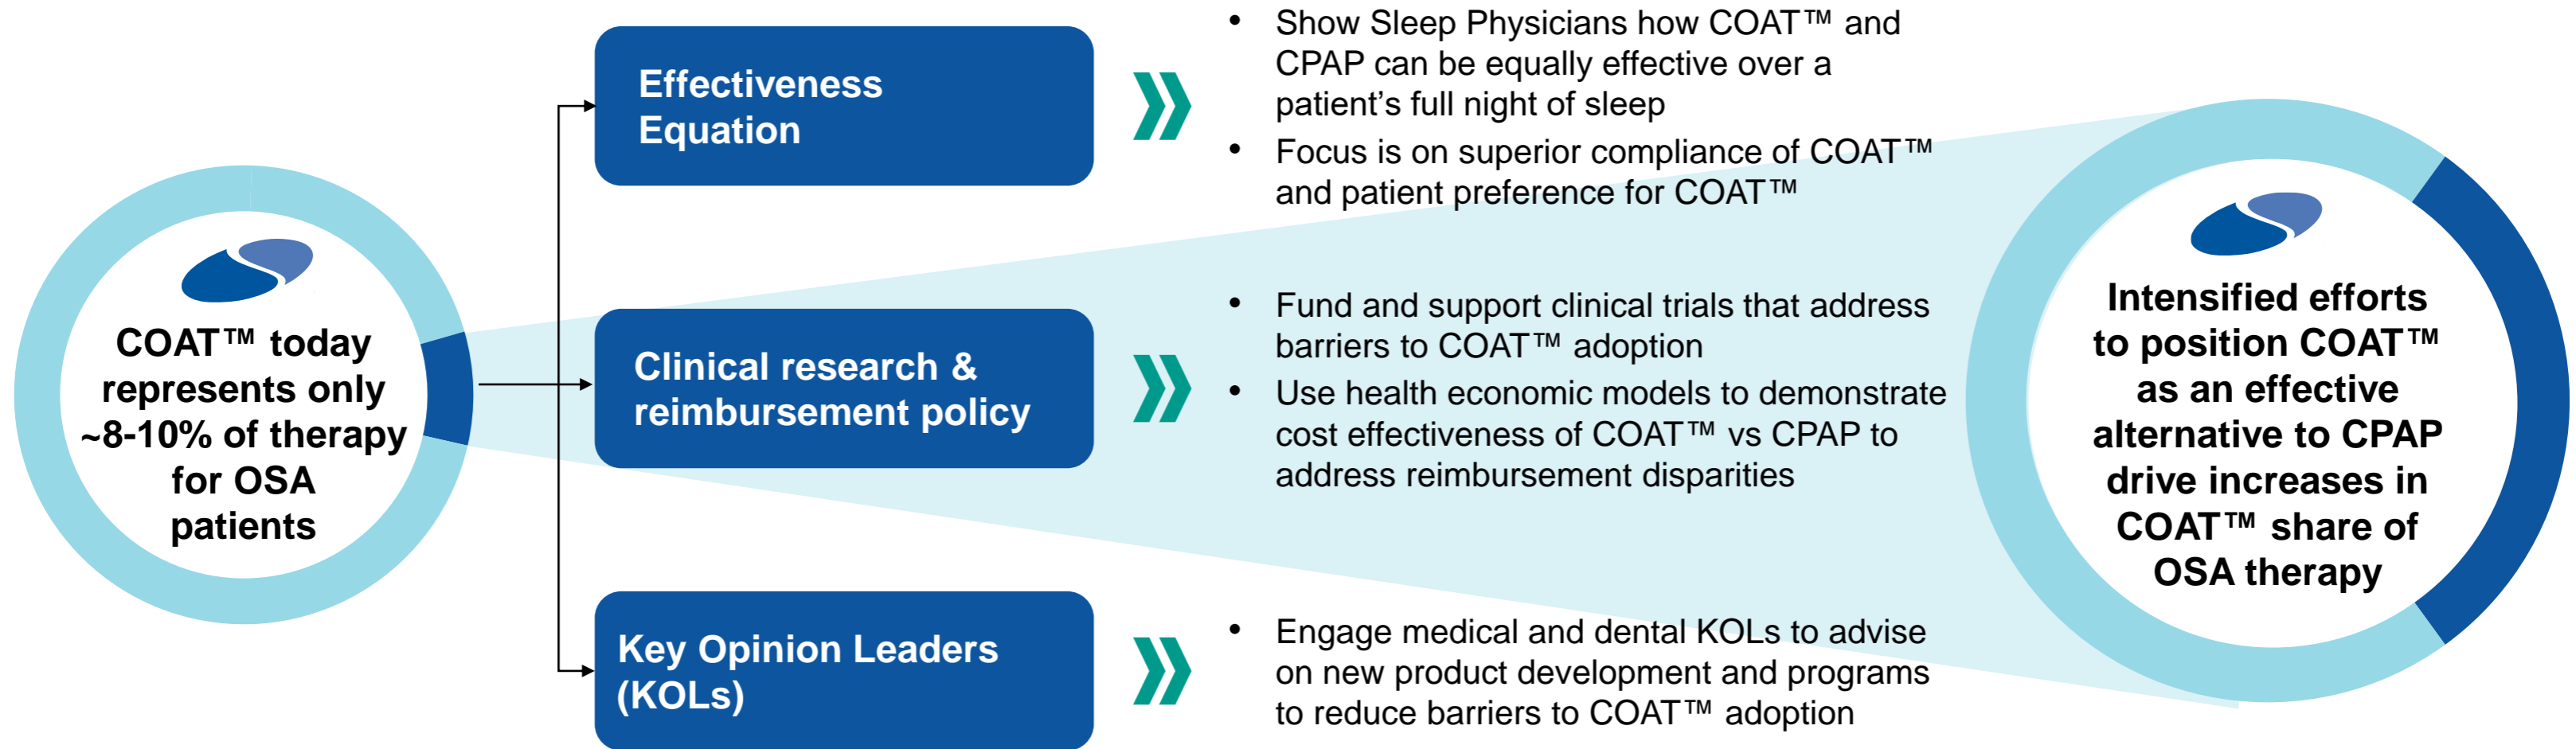 COAT™ today
represents only
~8-10% of therapy
for OSA
patients
Effectiveness
Equation
• Show Sleep Physicians how COAT™ and
CPAP can be equally effective over a
patient’s full night of sleep
• Focus is on superior compliance of COAT™
and patient preference for COAT™
Clinical research &
reimbursement policy
• Fund and support clinical trials that address
barriers to COAT™ adoption
• Use health economic models to demonstrate
cost effectiveness of COAT™ vs CPAP to
address reimbursement disparities
Key Opinion Leaders
(KOLs)
• Engage medical and dental KOLs to advise
on new product development and programs
to reduce barriers to COAT™ adoption
Intensified efforts
to position COAT™
as an effective
alternative to CPAP
drive increases in
COAT™ share of
OSA therapy